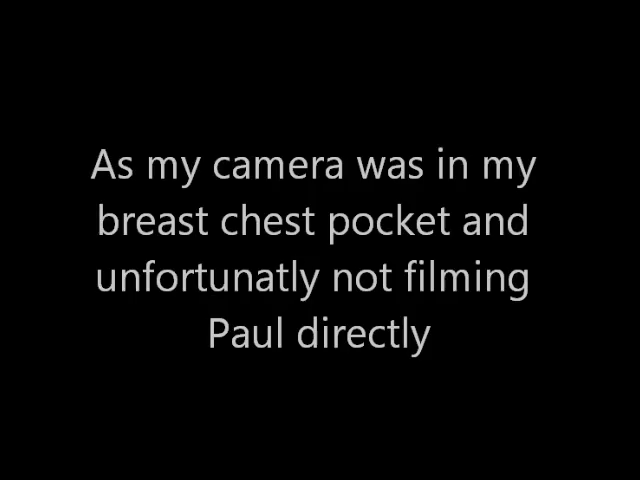 As my camera was in my
breast chest pocket and
unfortunatly not filming
Paul directly